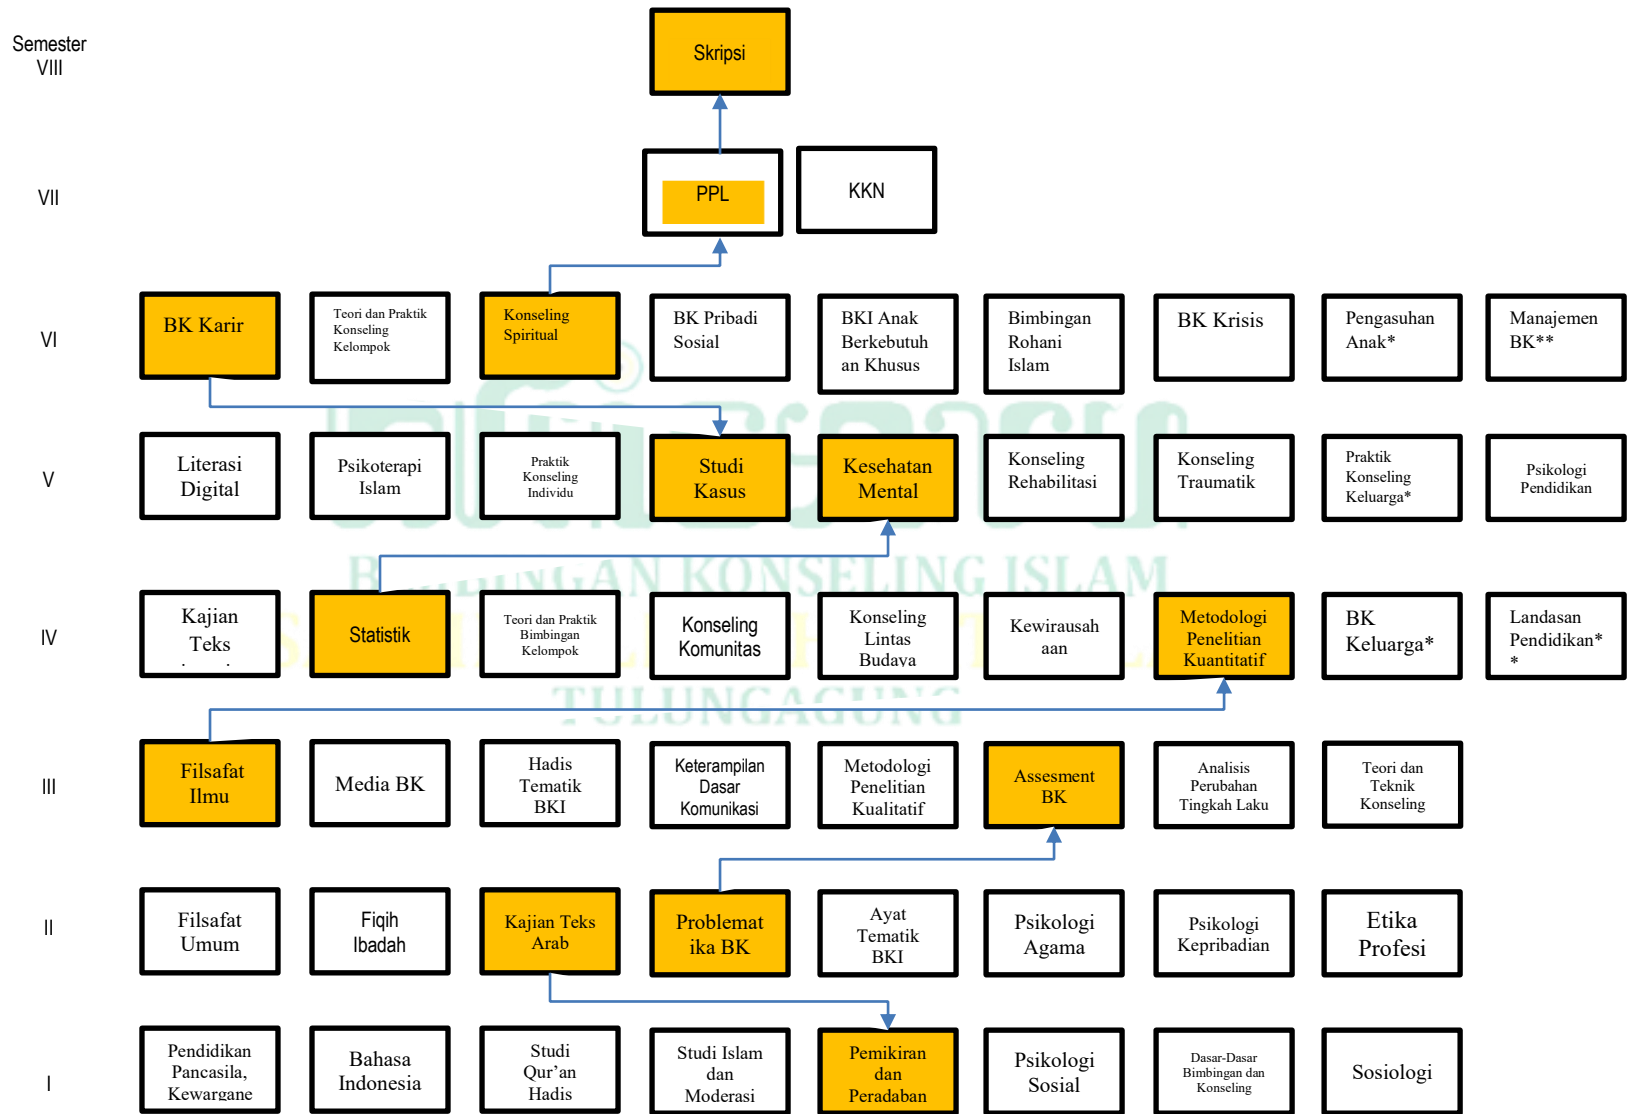 Semester
VIII
Skripsi
VII
PPL
KKN
VI
BK Karir
Teori dan Praktik
Konseling
Kelompok
Konseling
Spiritual
BK Pribadi
Sosial
BKI Anak
Berkebutuh
an Khusus
Bimbingan
Rohani
Islam
BK Krisis
Pengasuhan
Anak*
Manajemen
BK**
V
Literasi
Digital
Psikoterapi
Islam
Praktik
Konseling
Individu
Studi
Kasus
Kesehatan
Mental
Konseling
Rehabilitasi
Konseling
Traumatik
Praktik
Konseling
Keluarga*
Psikologi
Pendidikan
KONSELING ISLAM
IV
Kajian
Teks
Statistik
Teori dan Praktik
Bimbingan
Kelompok
Konseling
Komunitas
Konseling
Lintas
Budaya
Kewirausah
aan
Metodologi
Penelitian
Kuantitatif
BK
Keluarga*
Landasan
Pendidikan*
*
TULUNGAGUNG
III
Filsafat
Ilmu
Media BK
Hadis
Tematik
BKI
Keterampilan
Dasar
Komunikasi
Metodologi
Penelitian
Kualitatif
Assesment
BK
Analisis
Perubahan
Tingkah Laku
Teori dan
Teknik
Konseling
II
Filsafat
Umum
Fiqih
Ibadah
Kajian Teks
Arab
Problemat
ika BK
Ayat
Tematik
BKI
Psikologi
Agama
Psikologi
Kepribadian
Etika
Profesi
I
Pendidikan
Pancasila,
Kewargane
Bahasa
Indonesia
Studi
Qur'an
Hadis
Studi Islam
dan
Moderasi
Pemikiran
dan
Peradaban
Psikologi
Sosial
Dasar-Dasar
Bimbingan dan
Konseling
Sosiologi